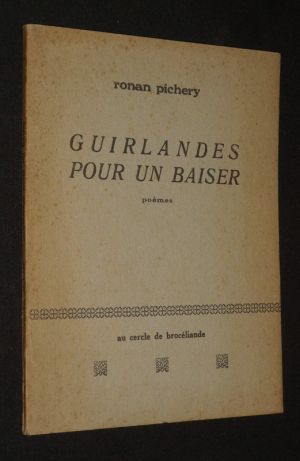 ronan pichery
GUIRLANDES
POUR UN BAISER
poèmes
au cercle de brocéliande